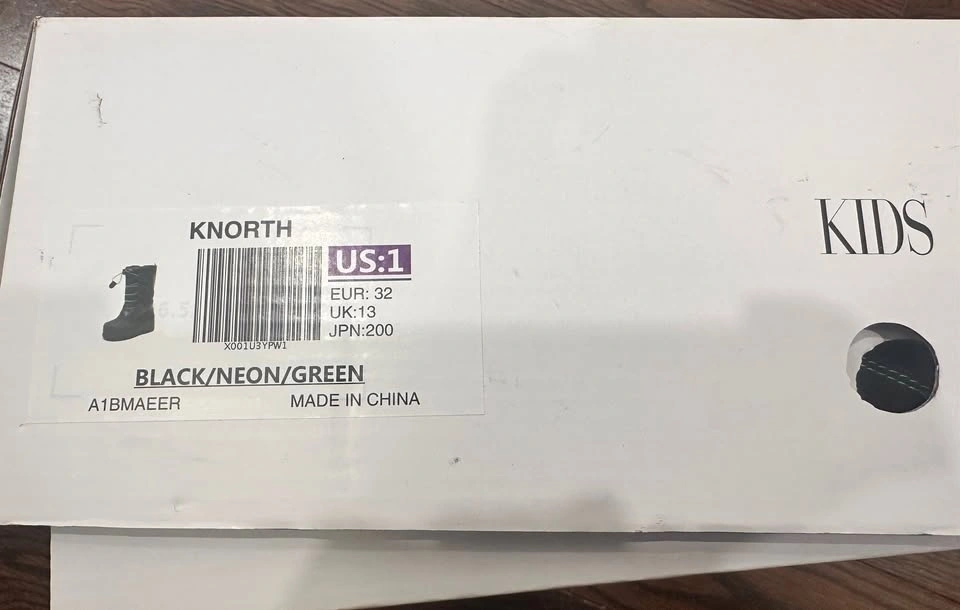 KNORTH
US:1
EUR: 32
UK:13
JPN:200
X001U3YPW1
BLACK/NEON/GREEN
A1BMAEER MADE IN CHINA
KIDS